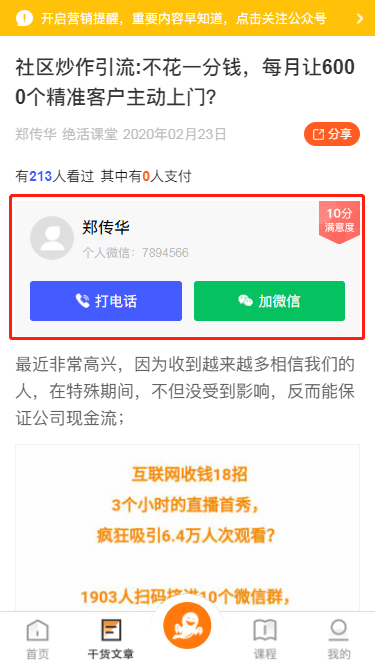 开启营销提醒，重要内容早知道，点击关注公众号
社区炒作引流:不花一分钱，每月让600
0个精准客户主动上门?
郑传华 绝活课堂 2020年02月23日
分享
有213人看过 其中有0人支付
10分
满意度
郑传华
个人微信：7894566
打电话
加微信
最近非常高兴，因为收到越来越多相信我们的
人，在特殊期间，不但没受到影响，反而能保
证公司现金流；
互联网收钱18招
3个小时的直播首秀，
疯狂吸引6.4万人次观看？
1903人扫码接进10个微信群，
首页
干货文章
课程
我的